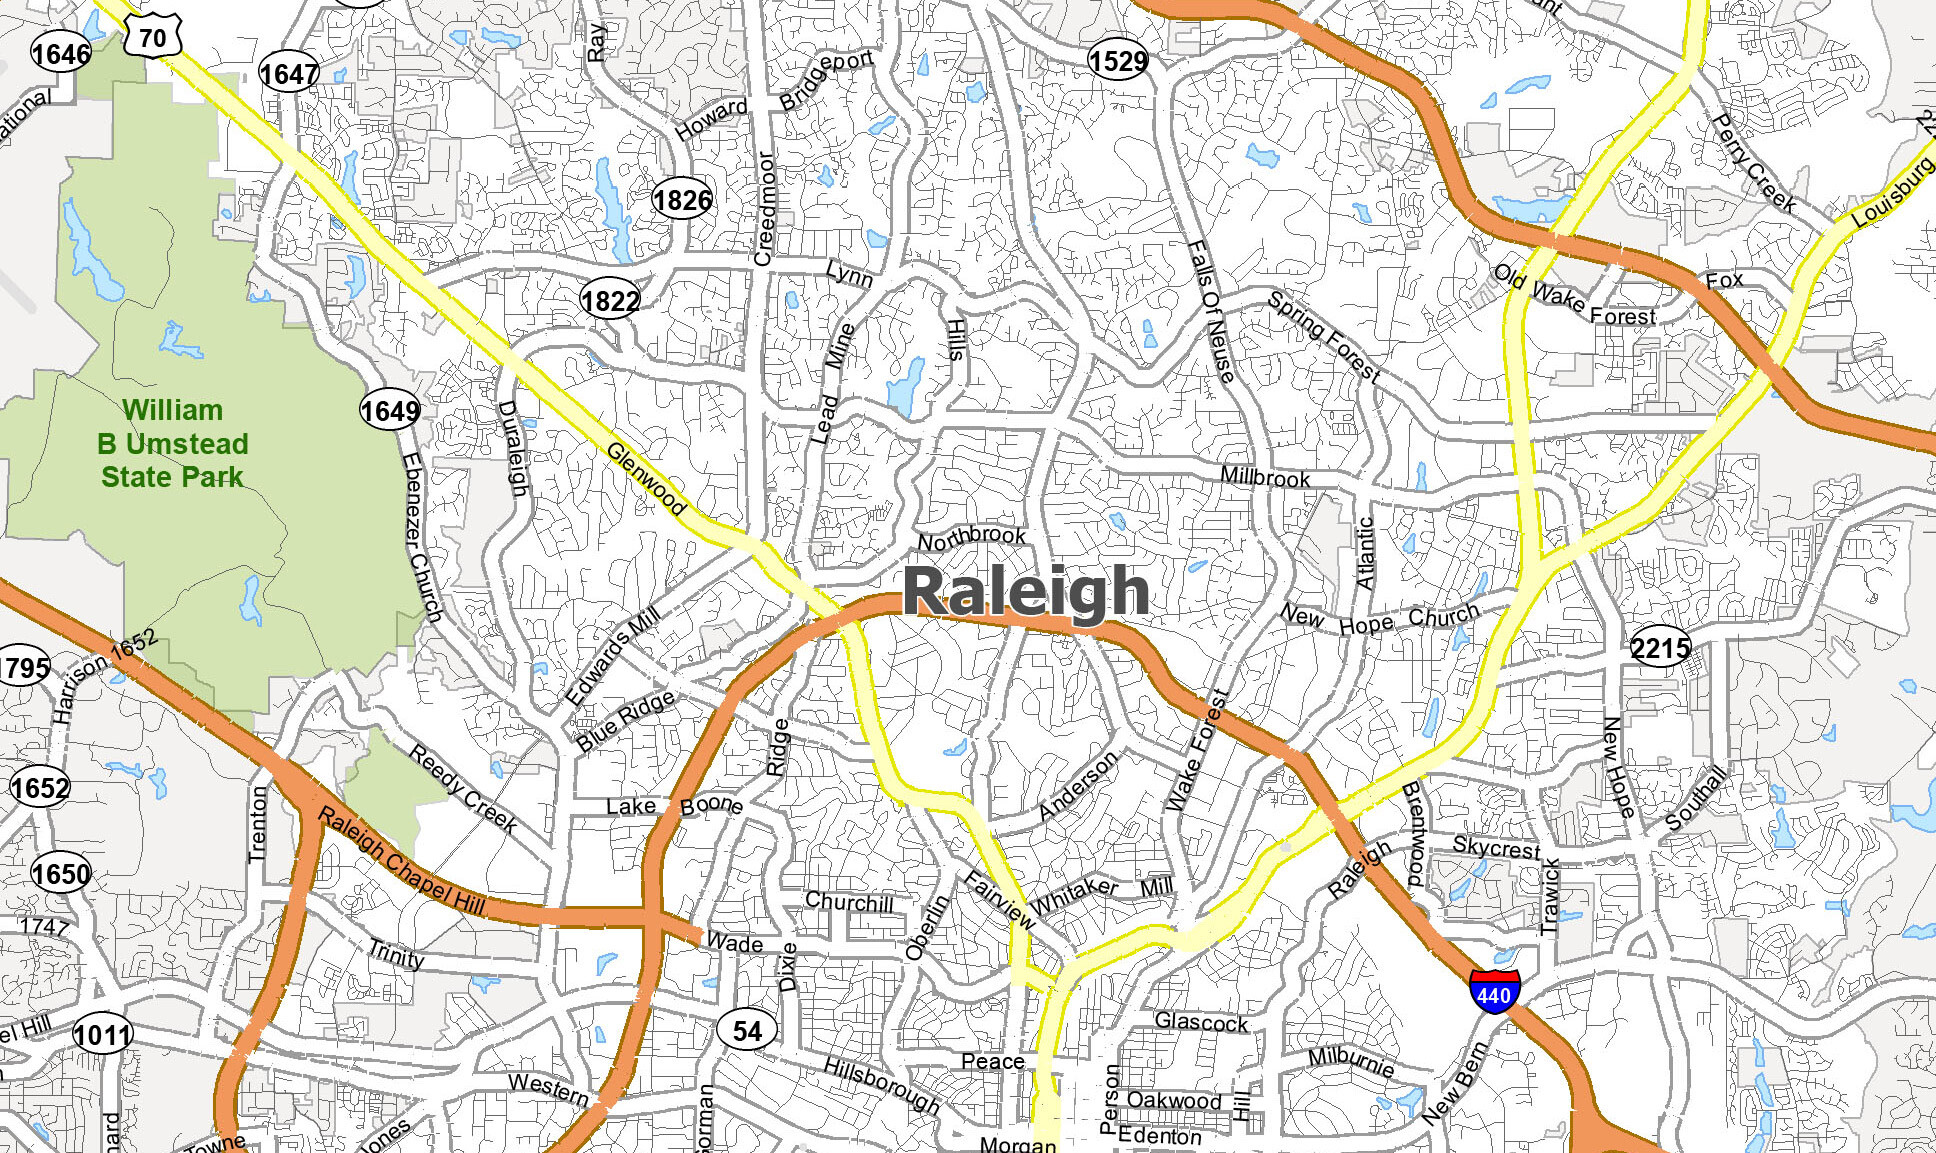 70
1646
1647
Ray
1529
Howard
Bridgeport
Perry Creek
Louisburg
1826
Creedmoor
Lynn
1822
Falls Of Neuse
Old Wake Forest
Fox
Spring Forest
Hills
Lead Mine
William
B Umstead
State Park
1649
Duraleigh
Glenwood
Ebenezer Church
Millbrook
Northbrook
Atlantic
Raleigh
New Hope Church
2215
Harrison 1652
1795
Edwards Mill
Blue Ridge
Ridge
Wake Forest
New Hope
1652
Reedy Creek
Lake Boone
Anderson
Brentwood
Southall
Trenton
Raleigh Chapel Hill
Skycrest
Raleigh
1650
Fairview
Whitaker Mill
Trawick
Churchill
Oberlin
1747
Trinity
Wade
Dixie
440
54
1011
Glascock
Peace
Milburnie
New Bern
Hillsborough
Western
Person
Oakwood
Hill
Edenton
Morgan
Jones
Towne